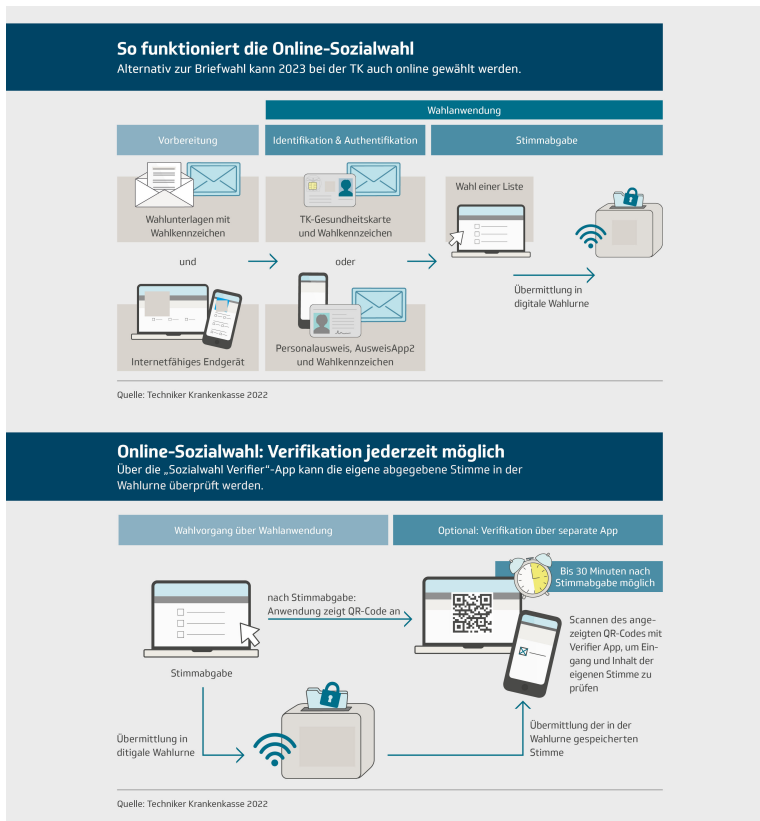 So funktioniert die Online-Sozialwahl
Alternativ zur Briefwahl kann 2023 bei der TK auch online gewählt werden.
Wahlanwendung
Vorbereitung
Identifikation & Authentifikation
Stimmabgabe
Wahlunterlagen mit
Wahlkennzeichen
und
Internetfähiges Endgerät
TK-Gesundheitskarte
und Wahlkennzeichen
oder
Personalausweis, AusweisApp2
und Wahlkennzeichen
Wahl einer Liste
Übermittlung in
digitale Wahlurne
Quelle: Techniker Krankenkasse 2022
Online-Sozialwahl: Verifikation jederzeit möglich
Über die „Sozialwahl Verifier“-App kann die eigene abgegebene Stimme in der
Wahlurne überprüft werden.
Wahlvorgang über Wahlanwendung
Optional: Verifikation über separate App
Bis 30 Minuten nach
Stimmabgabe möglich
nach Stimmabgabe:
Anwendung zeigt QR-Code an
Stimmabgabe
Scannen des ange-
zeigten QR-Codes mit
Verifier App, um Ein-
gang und Inhalt der
eigenen Stimme zu
prüfen
Übermittlung in
ditigale Wahlurne
Übermittlung der in der
Wahlurne gespeicherten
Stimme
Quelle: Techniker Krankenkasse 2022